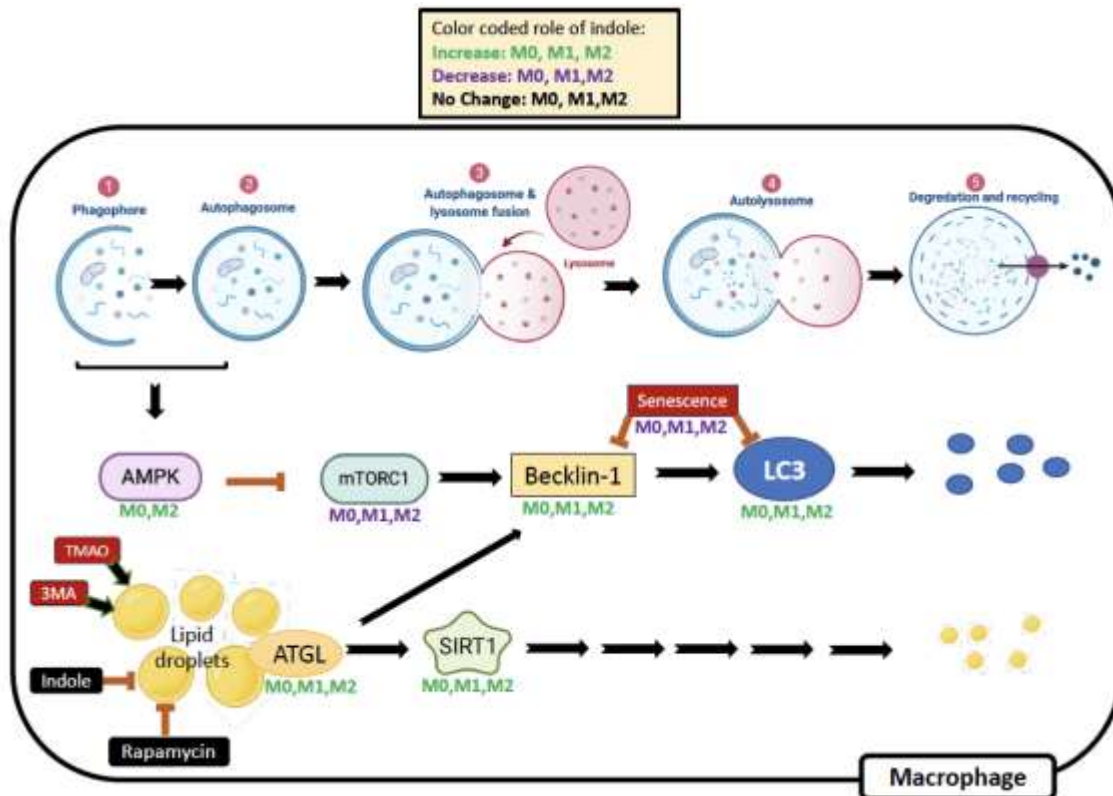 Color coded role of indole:
Increase: M0, M1, M2
Decrease: M0, M1,M2
No Change: M0, M1,M2
1
Phagophore
2
Autophagosome
3
Autophagosome &
lysosome fusion
Lysosome
4
Autolysosome
5
Degredation and recycling
Senescence
M0,M1,M2
AMPK
M0,M2
mTORC1
M0,M1,M2
Becklin-1
M0,M1,M2
LC3
M0,M1,M2
TMAO
3MA
Lipid
droplets
Indole
Rapamycin
ATGL
M0,M1,M2
SIRT1
M0,M1,M2
Macrophage